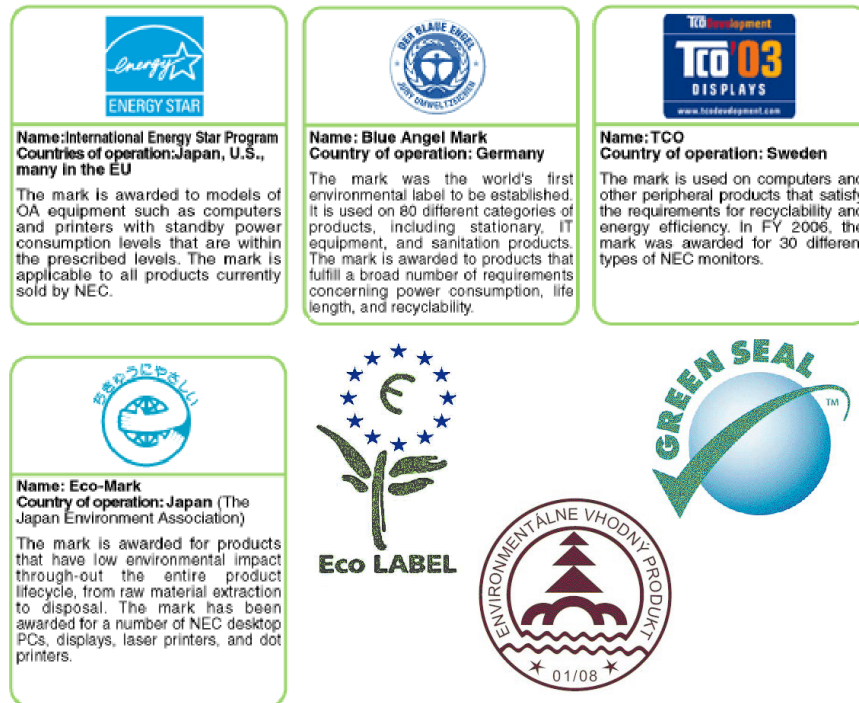 energy
ENERGY STAR
Name:International Energy Star Program
Countries of operation:Japan, U.S.,
many in the EU
The mark is awarded to models of
OA equipment such as computers
and printers with standby power
consumption levels that are within
the prescribed levels. The mark is
applicable to all products currently
sold by NEC.
DER BLAUE ENGEL
JURY UMWELTZEICHEN
Name: Blue Angel Mark
Country of operation: Germany
The mark was the world's first
environmental label to be established.
It is used on 80 different categories of
products, including stationary, IT
equipment, and sanitation products.
The mark is awarded to products that
fulfill a broad number of requirements
concerning power consumption, life
length, and recyclability.
TCO Development
TCO'03
DISPLAYS
www.tcodevelopment.com
Name: TCO
Country of operation: Sweden
The mark is used on computers and
other peripheral products that satisfy
the requirements for recyclability and
energy efficiency. In FY 2006, the
mark was awarded for 30 different
types of NEC monitors.
ちきゅうにやさしい
Name: Eco-Mark
Country of operation: Japan (The
Japan Environment Association)
The mark is awarded for products
that have low environmental impact
through-out the entire product
lifecycle, from raw material extraction
to disposal. The mark has been
awarded for a number of NEC desktop
PCs, displays, laser printers, and dot
printers.
Eco LABEL
ENVIRONMENTÁLNE VHODNÝ PRODUKT
01/08
GREEN SEAL
TM